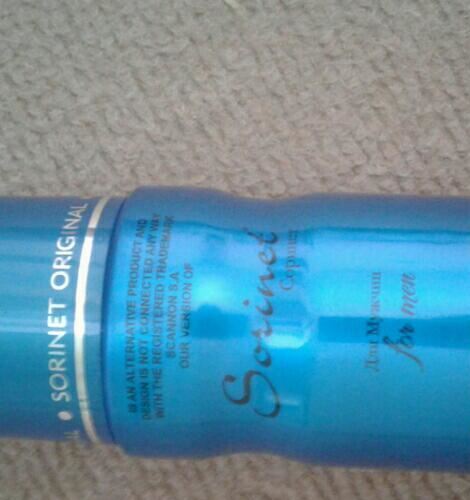 SORINET ORIGINAL
IS AN ALTERNATIVE PRODUCT AND
DESIGN IS NOT CONNECTED ANY WAY
WITH THE REGISTERED TRADEMARK
SCANNON S.A
OUR VERSION OF
Sorinet
Соринет
Для Мужчин
for men